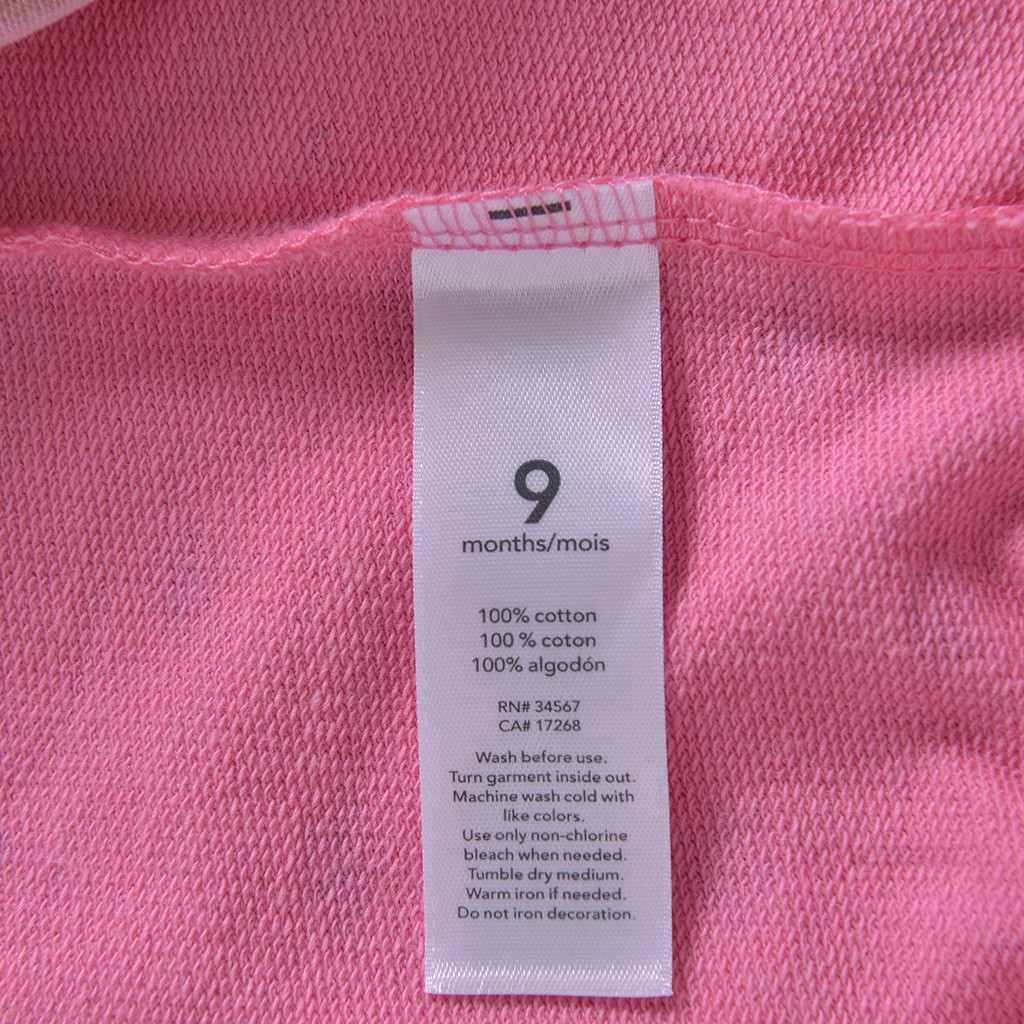 9
months/mois
100% cotton
100 % coton
100% algodón
RN# 34567
CA# 17268
Wash before use.
Turn garment inside out.
Machine wash cold with
like colors.
Use only non-chlorine
bleach when needed.
Tumble dry medium.
Warm iron if needed.
Do not iron decoration.